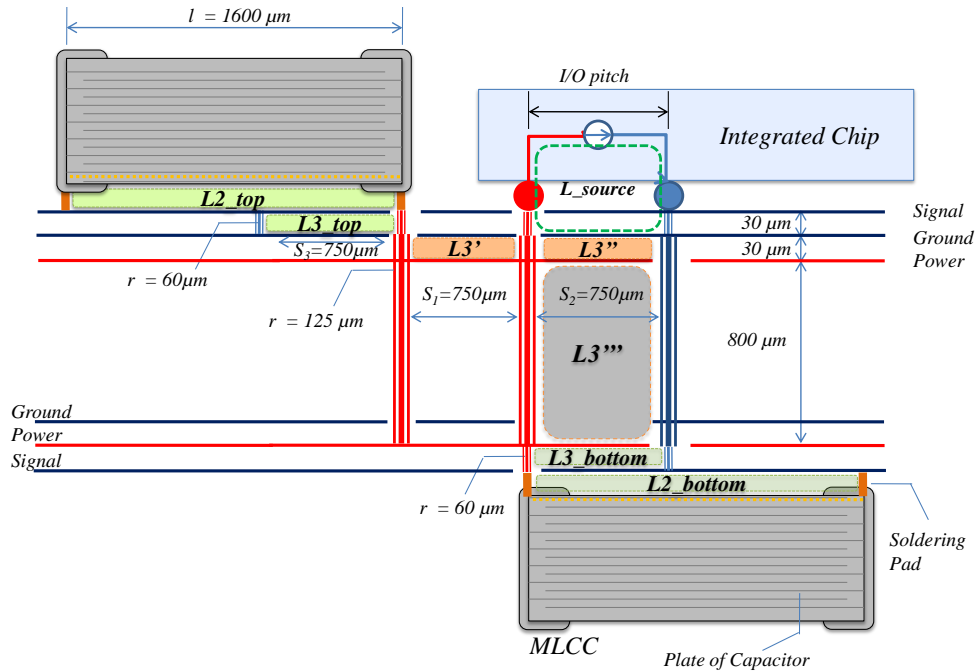 l = 1600 μm
I/O pitch
Integrated Chip
L_source
L2_top
L3_top
Signal
30 μm
Ground
30 μm
Power
r = 60μm
S3=750μm
L3'
L3’’
r = 125 μm
S1=750μm
S2=750μm
800 μm
L3’’’
Ground
Power
Signal
L3_bottom
L2_bottom
r = 60 μm
Soldering
Pad
MLCC
Plate of Capacitor